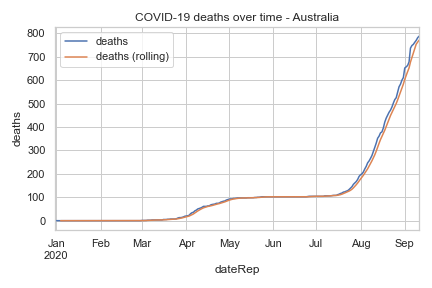 COVID-19 deaths over time - Australia
deaths
deaths (rolling)
800
700
600
500
400
300
200
100
0
deaths
Jan Feb Mar Apr May Jun Jul Aug Sep
2020
dateRep